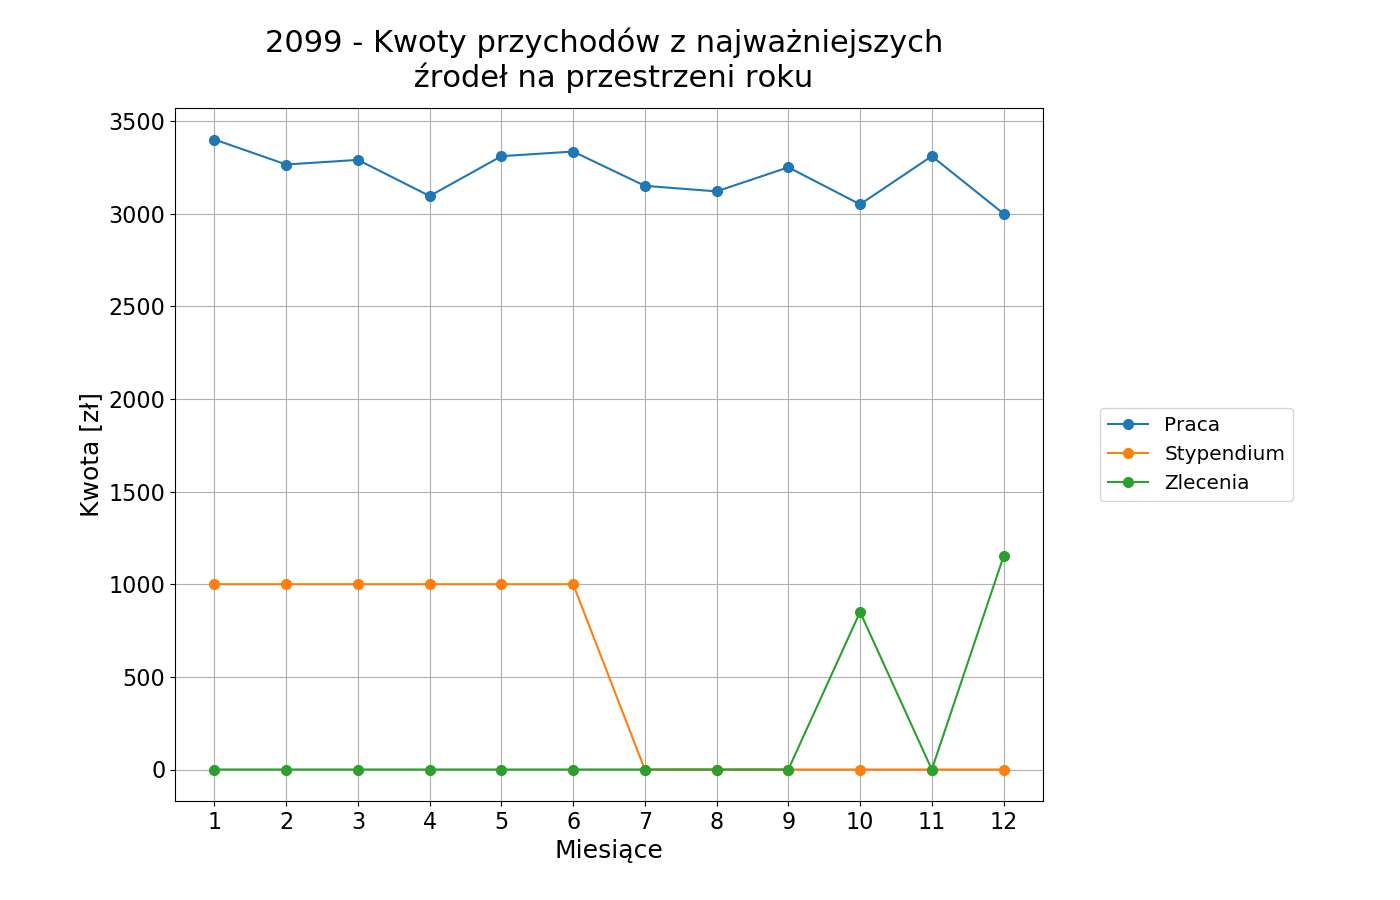 2099 - Kwoty przychodów z najważniejszych
źrodeł na przestrzeni roku
3500
3000
2500
2000
1500
1000
500
0
Kwota [zł]
1 2 3 4 5 6 7 8 9 10 11 12
Miesiące
Praca
Stypendium
Zlecenia